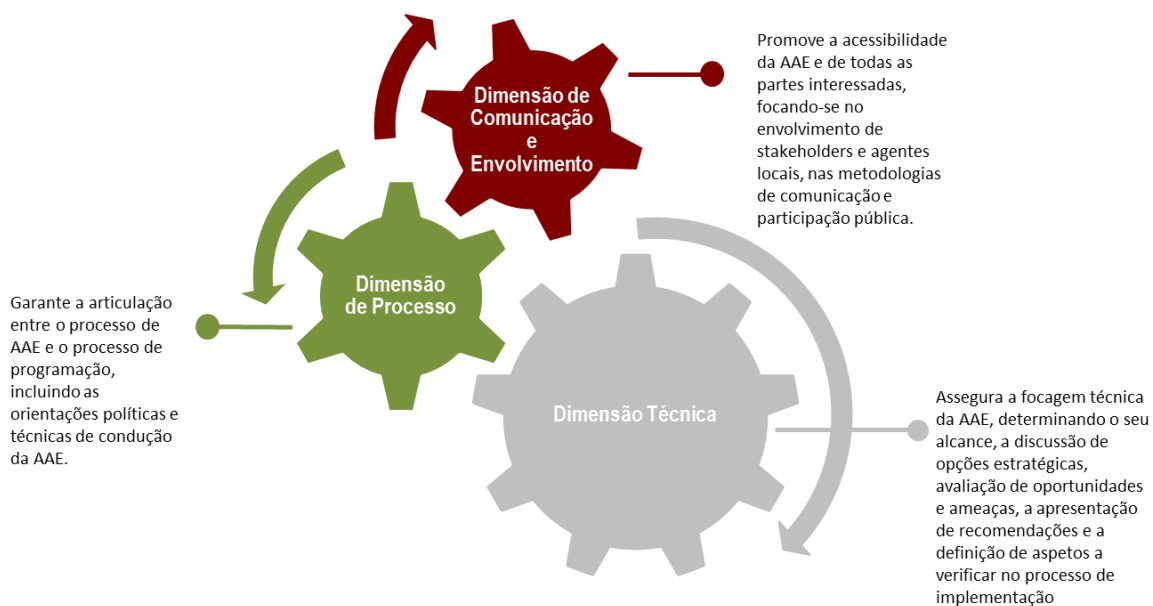 Dimensão de
Comunicação
e
Envolvimento
Promove a acessibilidade
da AAE e de todas as
partes interessadas,
focando-se no
envolvimento de
stakeholders e agentes
locais, nas metodologias
de comunicação e
participação pública.
Dimensão
de Processo
Garante a articulação
entre o processo de
AAE e o processo de
programação,
incluindo as
orientações políticas e
técnicas de condução
da AAE.
Dimensão Técnica
Assegura a focagem técnica
da AAE, determinando o seu
alcance, a discussão de
opções estratégicas,
avaliação de oportunidades
e ameaças, a apresentação
de recomendações e a
definição de aspetos a
verificar no processo de
implementação